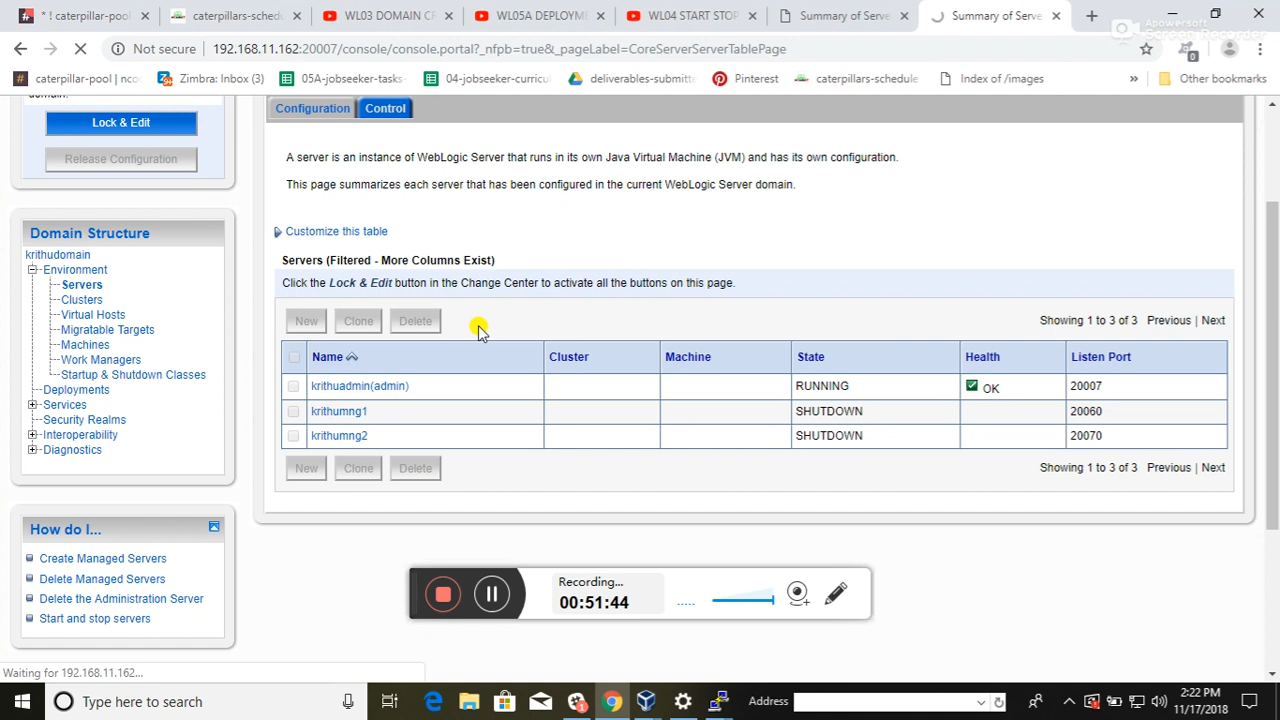 * ! caterpillar-pool
caterpillars-sched
WL03 DOMAIN CR
WL05A DEPLOYME
WL04 START STOP
Summary of Serve
Summary of Serve
Apowersoft
Screen Recorder
Not secure
192.168.11.162:20007/console/console.portal?_nfpb=true&_pageLabel=CoreServerServerTablePage
0
caterpillar-pool | nco
Zimbra: Inbox (3)
05A-jobseeker-tasks-
04-jobseeker-curricu
deliverables-submitt
Pinterest
caterpillars-schedule
Index of /images
»
Other bookmarks
domain.
Lock & Edit
Release Configuration
Configuration
Control
A server is an instance of WebLogic Server that runs in its own Java Virtual Machine (JVM) and has its own configuration.
This page summarizes each server that has been configured in the current WebLogic Server domain.
Customize this table
Servers (Filtered - More Columns Exist)
Click the Lock & Edit button in the Change Center to activate all the buttons on this page.
New Clone Delete
Showing 1 to 3 of 3 Previous | Next
Name Cluster Machine State Health Listen Port
krithuadmin(admin) RUNNING OK 20007
krithumng1 SHUTDOWN 20060
krithumng2 SHUTDOWN 20070
New Clone Delete
Showing 1 to 3 of 3 Previous | Next
Domain Structure
krithudomain
Environment
Servers
Clusters
Virtual Hosts
Migratable Targets
Machines
Work Managers
Startup & Shutdown Classes
Deployments
Services
Security Realms
Interoperability
Diagnostics
How do I...
Create Managed Servers
Delete Managed Servers
Delete the Administration Server
Start and stop servers
Recording...
00:51:44
Waiting for 192.168.11.162...
Type here to search
1
Address
2:22 PM
11/17/2018